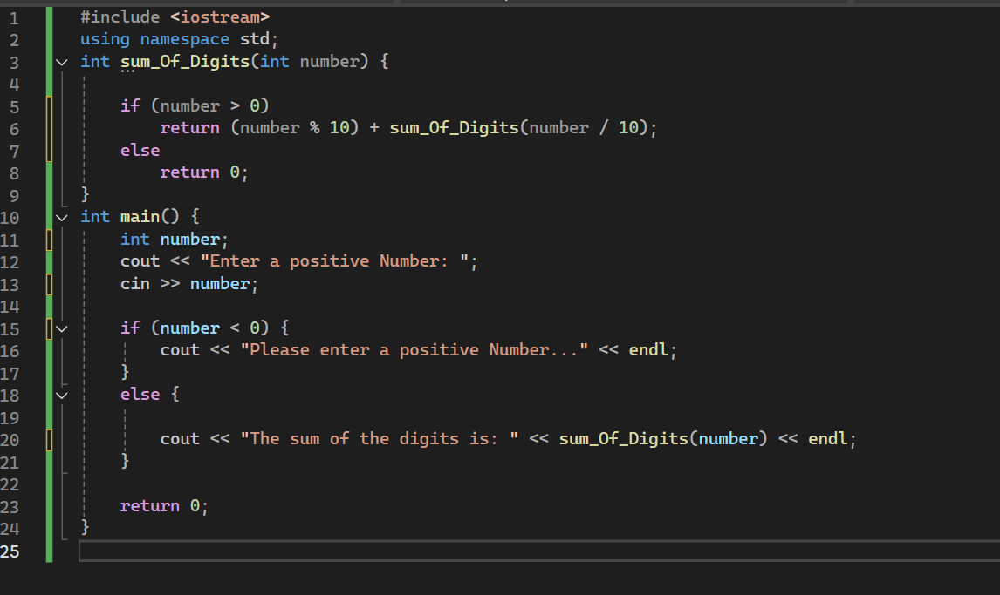 1 #include <iostream>
2 using namespace std;
3 int sum_Of_Digits(int number) {
4
5     if (number > 0)
6         return (number % 10) + sum_Of_Digits(number / 10);
7     else
8         return 0;
9 }
10 int main() {
11     int number;
12     cout << "Enter a positive Number: ";
13     cin >> number;
14
15     if (number < 0) {
16         cout << "Please enter a positive Number..." << endl;
17     }
18     else {
19
20         cout << "The sum of the digits is: " << sum_Of_Digits(number) << endl;
21     }
22
23     return 0;
24 }
25